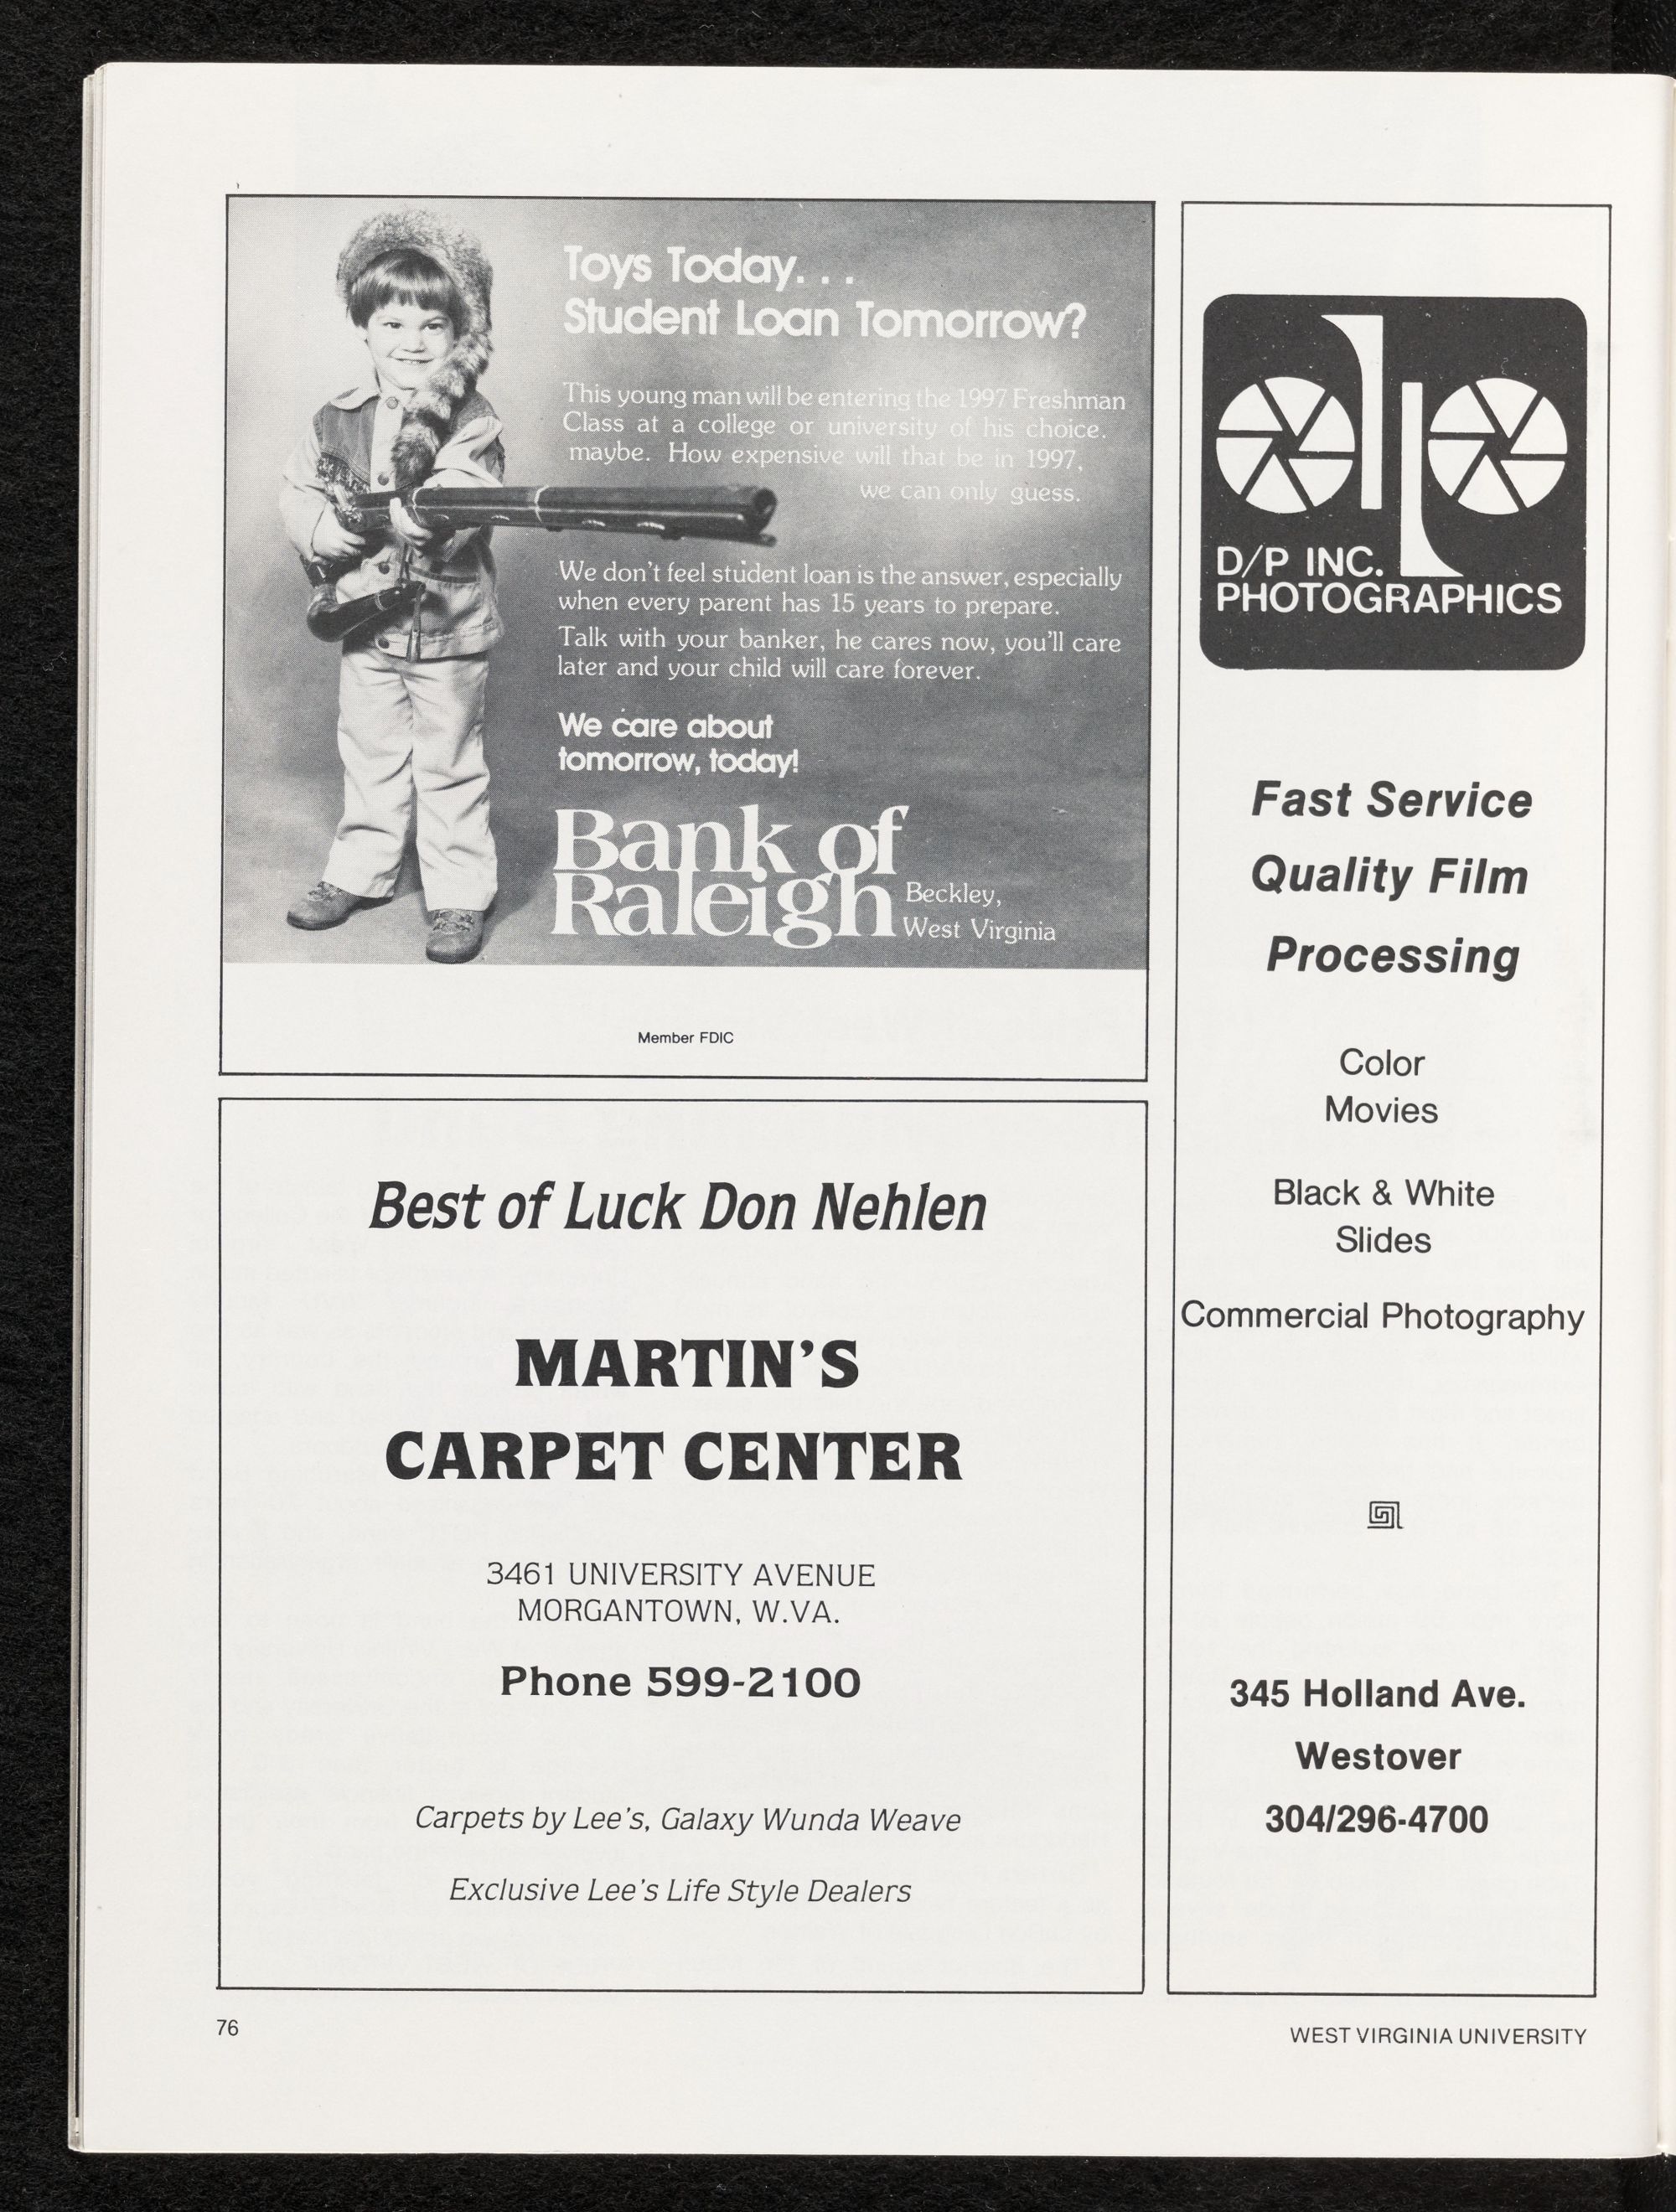 Toys Today. . .
Student Loan Tomorrow?
This young man will be entering the 1997 Freshman
Class at a college or university of his choice.
maybe. How expensive will that be in 1997,
we can only guess.
We don't feel student loan is the answer, especially
when every parent has 15 years to prepare.
Talk with your banker, he cares now, you'll care
later and your child will care forever.
We care about
tomorrow, today!
Bank of
Raleigh
Beckley,
West Virginia
Member FDIC
Best of Luck Don Nehlen
MARTIN'S
CARPET CENTER
3461 UNIVERSITY AVENUE
MORGANTOWN, W.VA.
Phone 599-2100
Carpets by Lee's, Galaxy Wunda Weave
Exclusive Lee's Life Style Dealers
dp
D/P INC.
PHOTOGRAPHICS
Fast Service
Quality Film
Processing
Color
Movies
Black & White
Slides
Commercial Photography
345 Holland Ave.
Westover
304/296-4700
76
WEST VIRGINIA UNIVERSITY